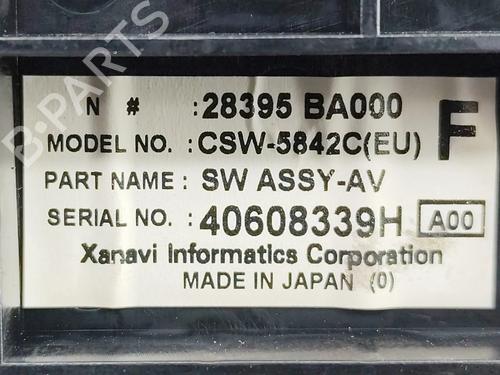 B-PARTS
N # : 28395 BA000
MODEL NO. : CSW-5842C(EU) F
PART NAME : SW ASSY-AV
SERIAL NO. : 40608339H A00
Xanavi Informatics Corporation
MADE IN JAPAN (0)